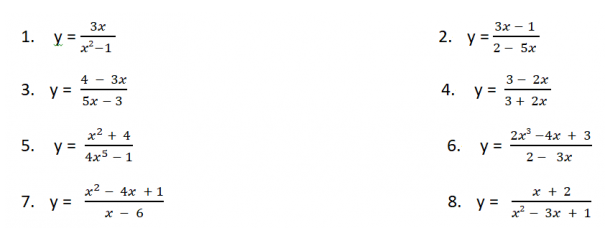 1. y = 3x / x²−1
2. y = 3x − 1 / 2 − 5x
3. y = 4 − 3x / 5x − 3
4. y = 3 − 2x / 3 + 2x
5. y = x² + 4 / 4x⁵ − 1
6. y = 2x³ −4x + 3 / 2 − 3x
7. y = x² − 4x + 1 / x − 6
8. y = x + 2 / x² − 3x + 1